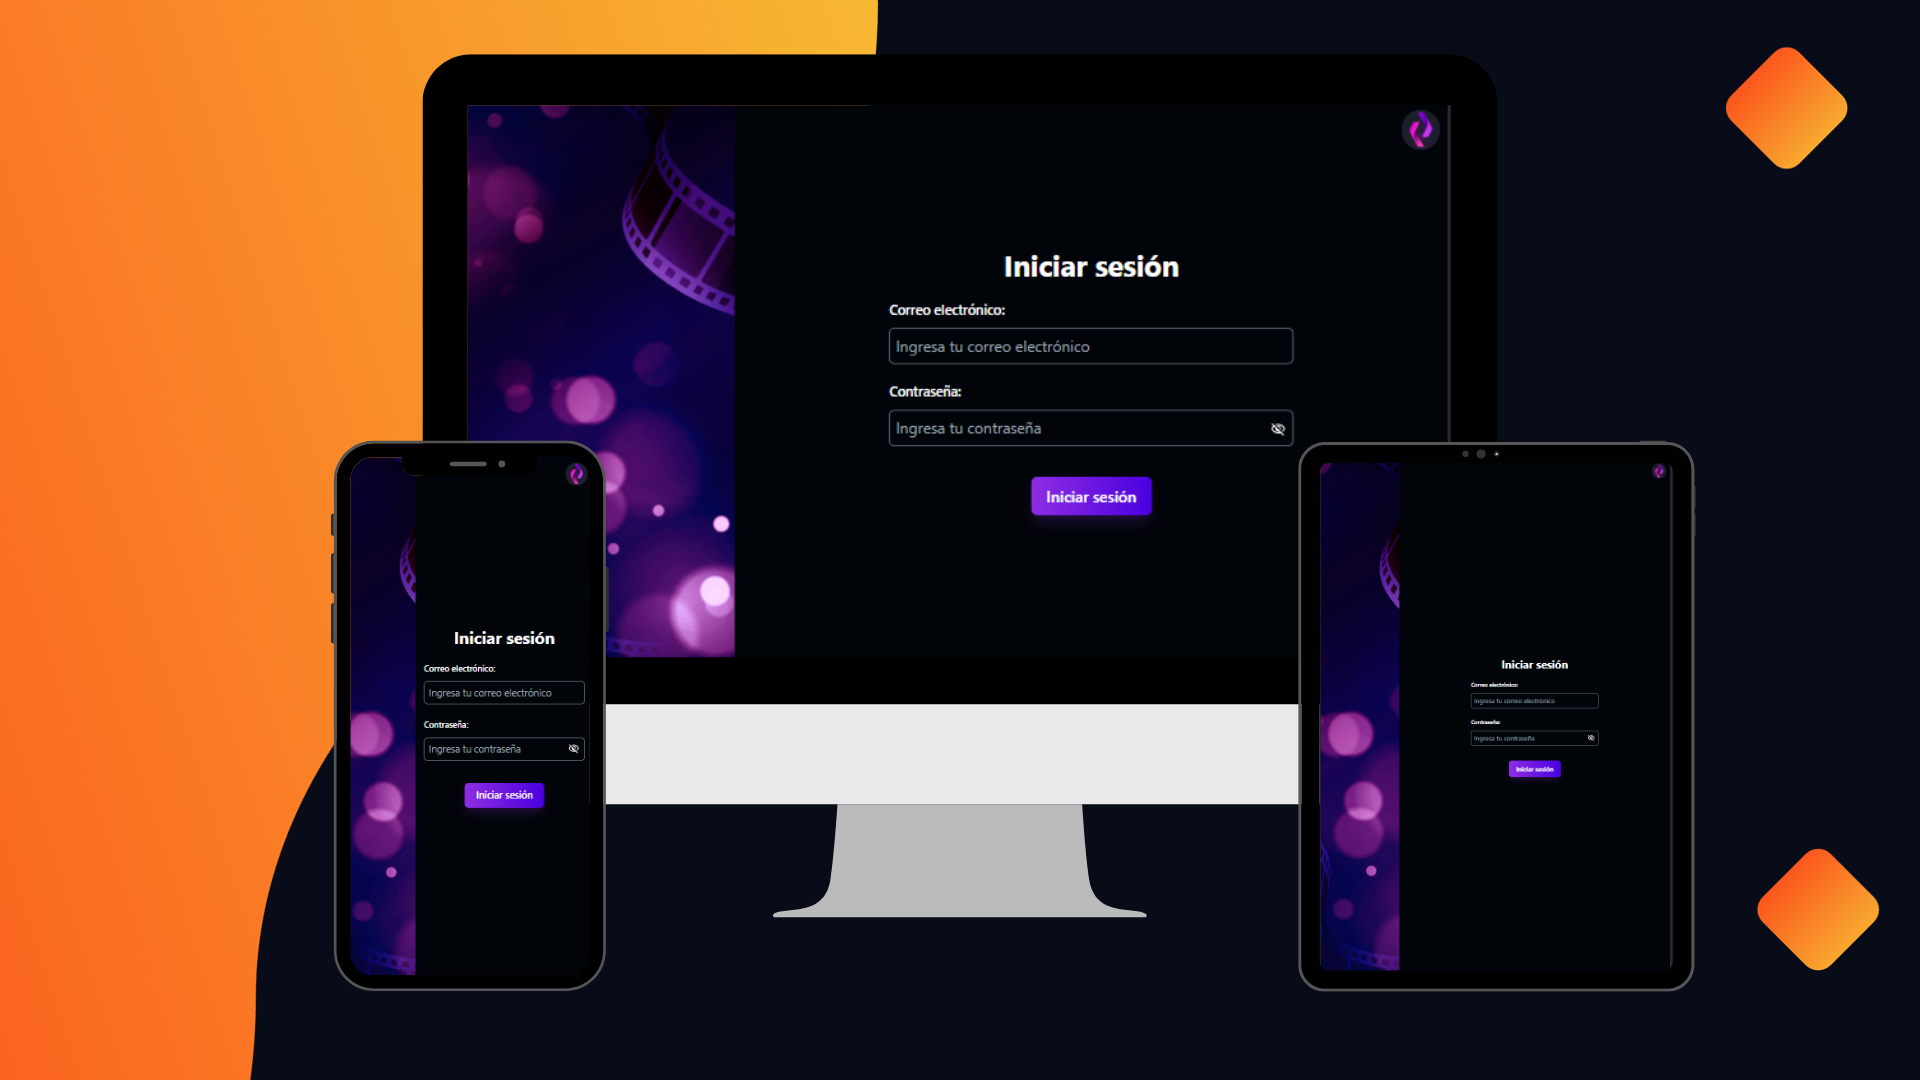 Iniciar sesión
Correo electrónico:
Ingresa tu correo electrónico
Contraseña:
Ingresa tu contraseña
Iniciar sesión
Iniciar sesión
Correo electrónico:
Ingresa tu correo electrónico
Contraseña:
Ingresa tu contraseña
Iniciar sesión
Iniciar sesión
Correo electrónico:
Ingresa tu correo electrónico
Contraseña:
Ingresa tu contraseña
Iniciar sesión